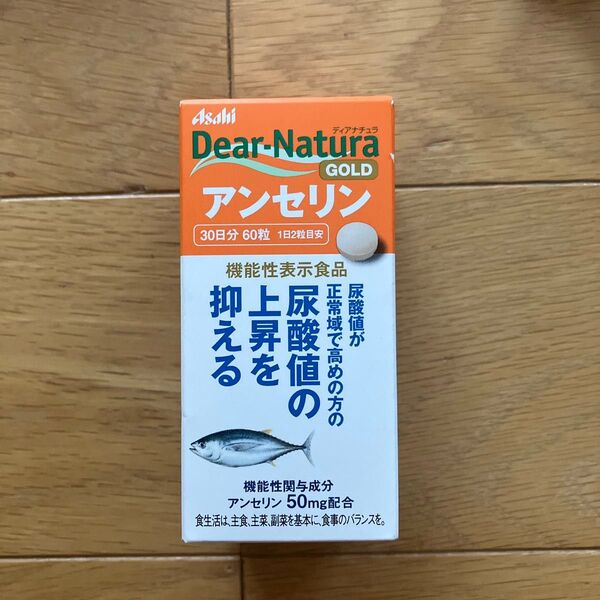 Asahi
ディアナチュラ
Dear-Natura
GOLD
アンセリン
30日分 60粒 1日2粒目安
機能性表示食品
尿酸値が
正常域で高めの方の
尿酸値の
上昇を
抑える
機能性関与成分
アンセリン 50mg配合
食生活は、主食、主菜、副菜を基本に、食事のバランスを。